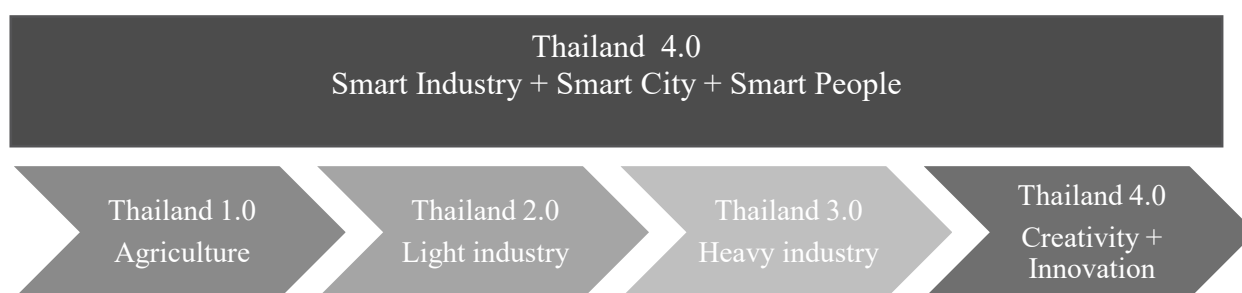 Thailand 4.0
Smart Industry + Smart City + Smart People
Thailand 1.0
Agriculture
Thailand 2.0
Light industry
Thailand 3.0
Heavy industry
Thailand 4.0
Creativity +
Innovation